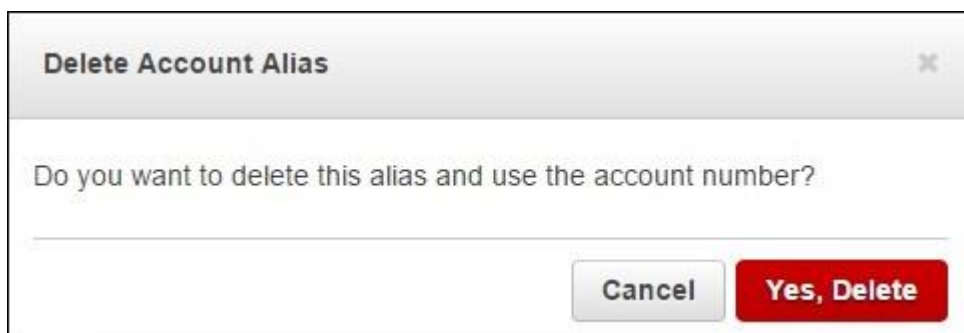 Delete Account Alias
Do you want to delete this alias and use the account number?
Cancel Yes, Delete